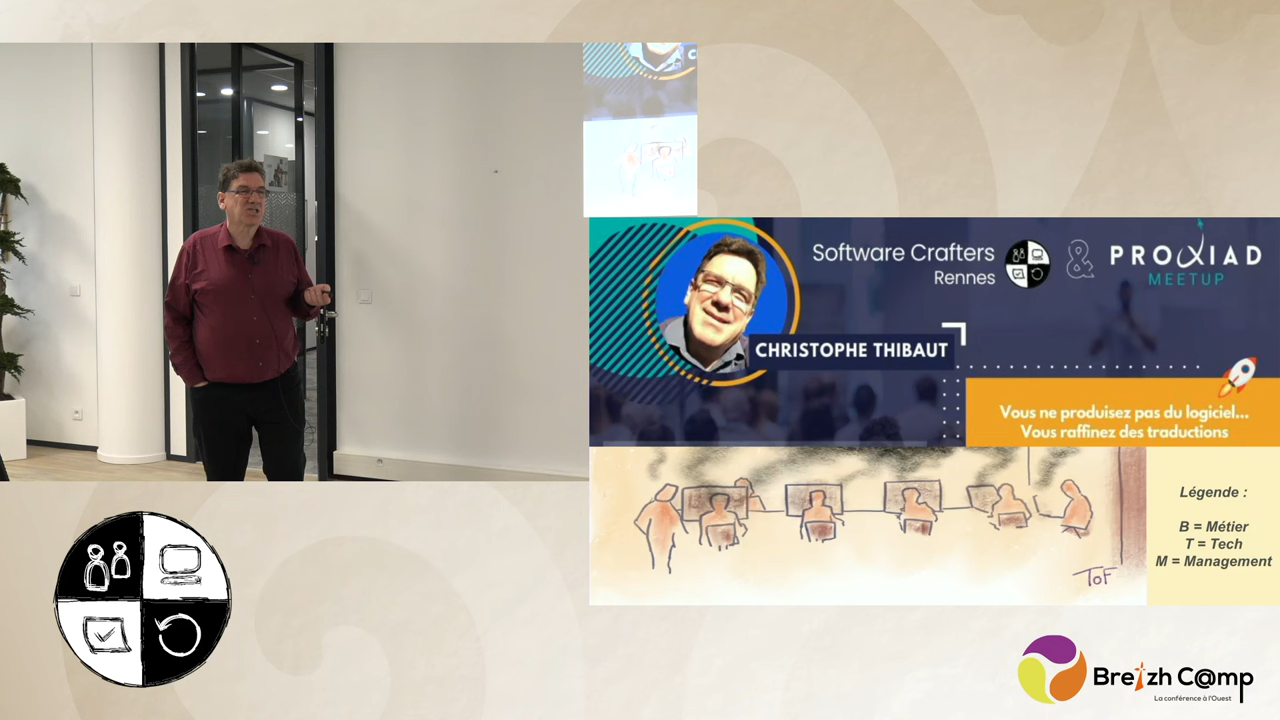 Software Crafters
Rennes
&
PROXIAD
MEETUP
CHRISTOPHE THIBAUT
Vous ne produisez pas du logiciel...
Vous raffinez des traductions
Légende :
B = Métier
T = Tech
M = Management
ToF
Breizh C@mp
La conférence à l'Ouest